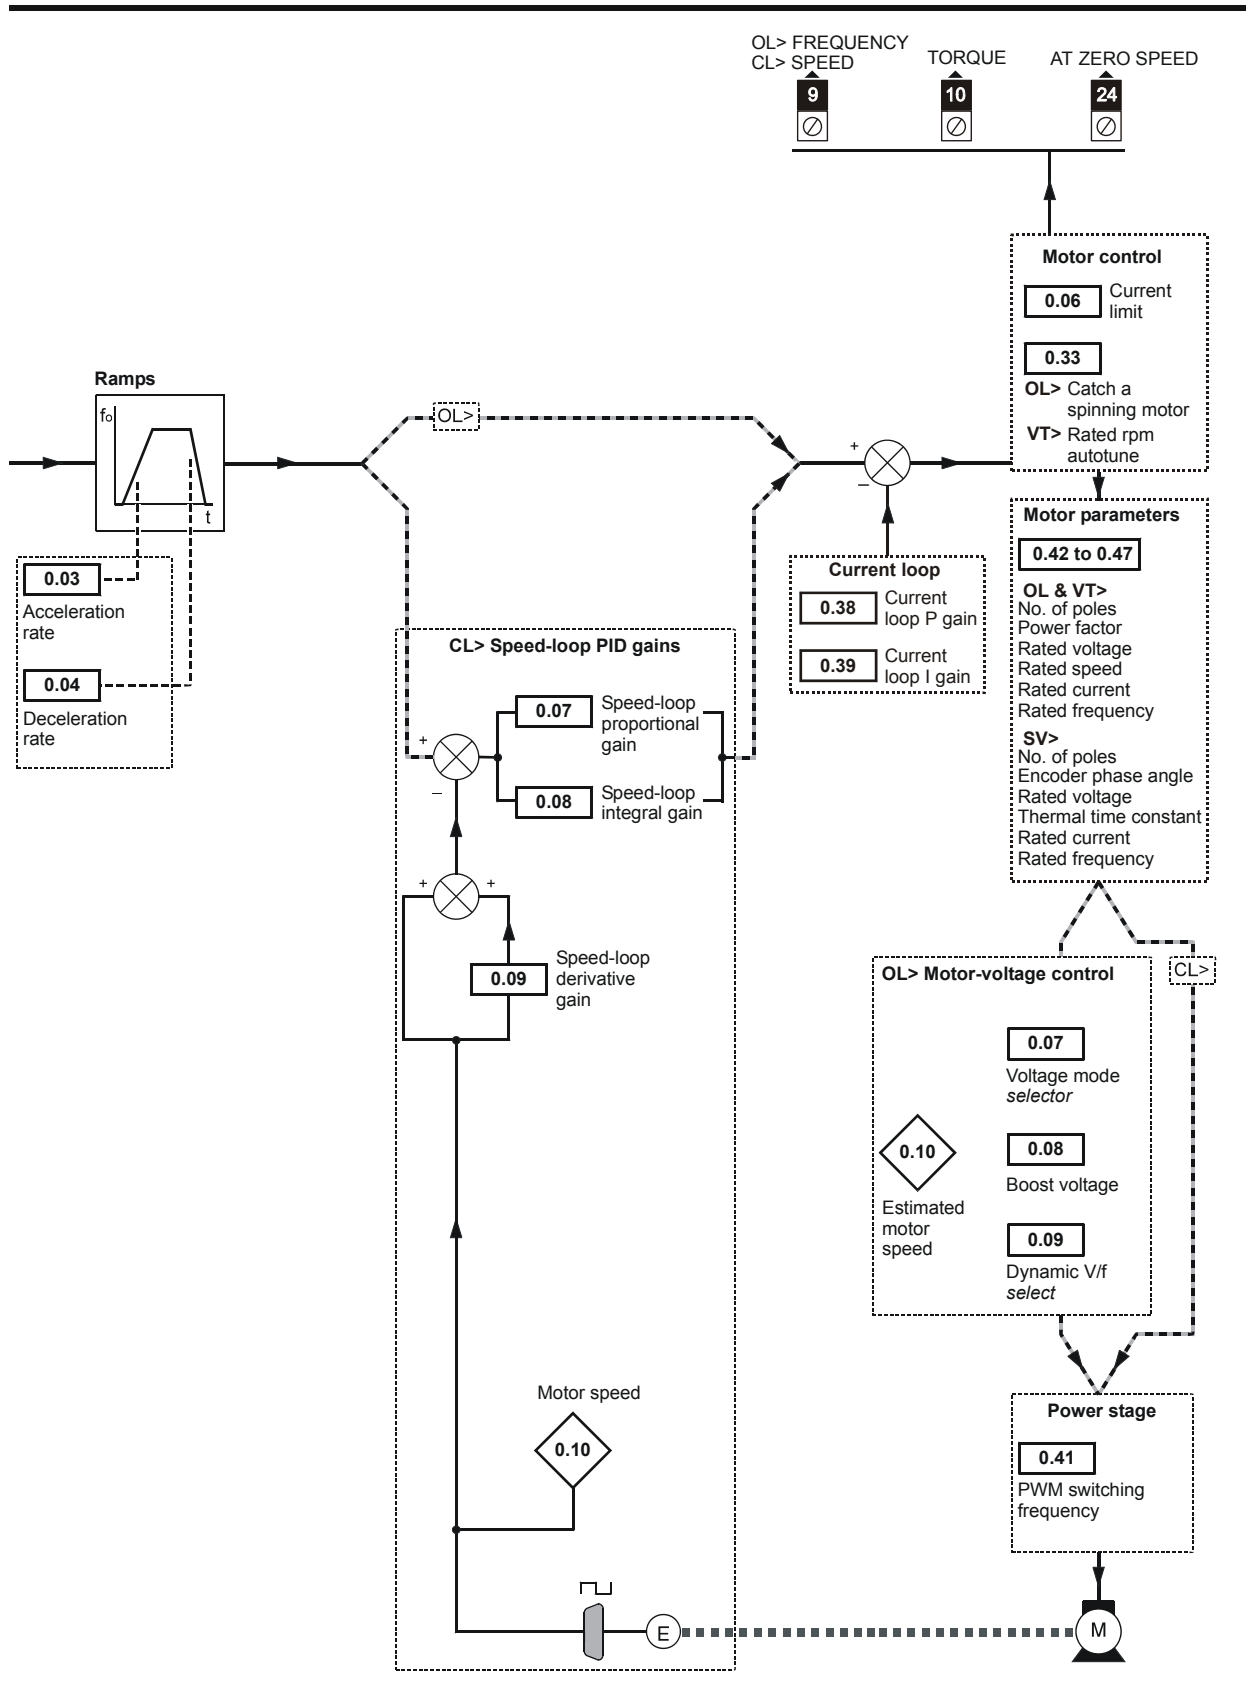 OL> FREQUENCY
CL> SPEED
TORQUE
AT ZERO SPEED
9
10
24
Motor control
0.06
Current
limit
0.33
OL> Catch a
spinning motor
VT> Rated rpm
autotune
Ramps
fo
t
OL>
+
–
0.03
Acceleration
rate
0.04
Deceleration
rate
Current loop
0.38
Current
loop P gain
0.39
Current
loop I gain
Motor parameters
0.42 to 0.47
OL & VT>
No. of poles
Power factor
Rated voltage
Rated speed
Rated current
Rated frequency
SV>
No. of poles
Encoder phase angle
Rated voltage
Thermal time constant
Rated current
Rated frequency
CL> Speed-loop PID gains
0.07
Speed-loop
proportional
gain
+
–
0.08
Speed-loop
integral gain
+
+
0.09
Speed-loop
derivative
gain
OL> Motor-voltage control
CL>
0.07
Voltage mode
selector
0.10
Estimated
motor
speed
0.08
Boost voltage
0.09
Dynamic V/f
select
Motor speed
0.10
Power stage
0.41
PWM switching
frequency
E
M